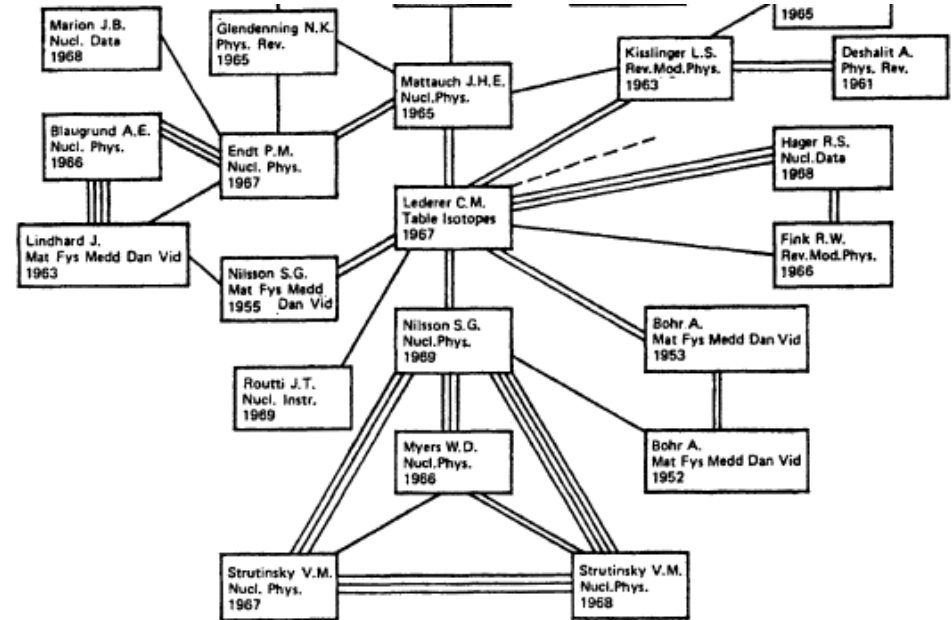 Marion J.B.
Nucl. Data
1968
Glendenning N.K.
Phys. Rev.
1965
1965
Kisslinger L.S.
Rev.Mod.Phys.
1963
Deshalit A.
Phys. Rev.
1961
Mattauch J.H.E.
Nucl.Phys.
1965
Blaugrund A.E.
Nucl. Phys.
1966
Endt P.M.
Nucl. Phys.
1967
Hager R.S.
Nucl.Data
1968
Lederer C.M.
Table Isotopes
1967
Lindhard J.
Mat Fys Medd Dan Vid
1963
Fink R.W.
Rev.Mod.Phys.
1966
Nilsson S.G.
Mat Fys Medd
1955 Dan Vid
Nilsson S.G.
Nucl.Phys.
1969
Bohr A.
Mat Fys Medd Dan Vid
1953
Routti J.T.
Nucl. Instr.
1969
Myers W.D.
Nucl.Phys.
1966
Bohr A.
Mat Fys Medd Dan Vid
1952
Strutinsky V.M.
Nucl. Phys.
1967
Strutinsky V.M.
Nucl.Phys.
1968